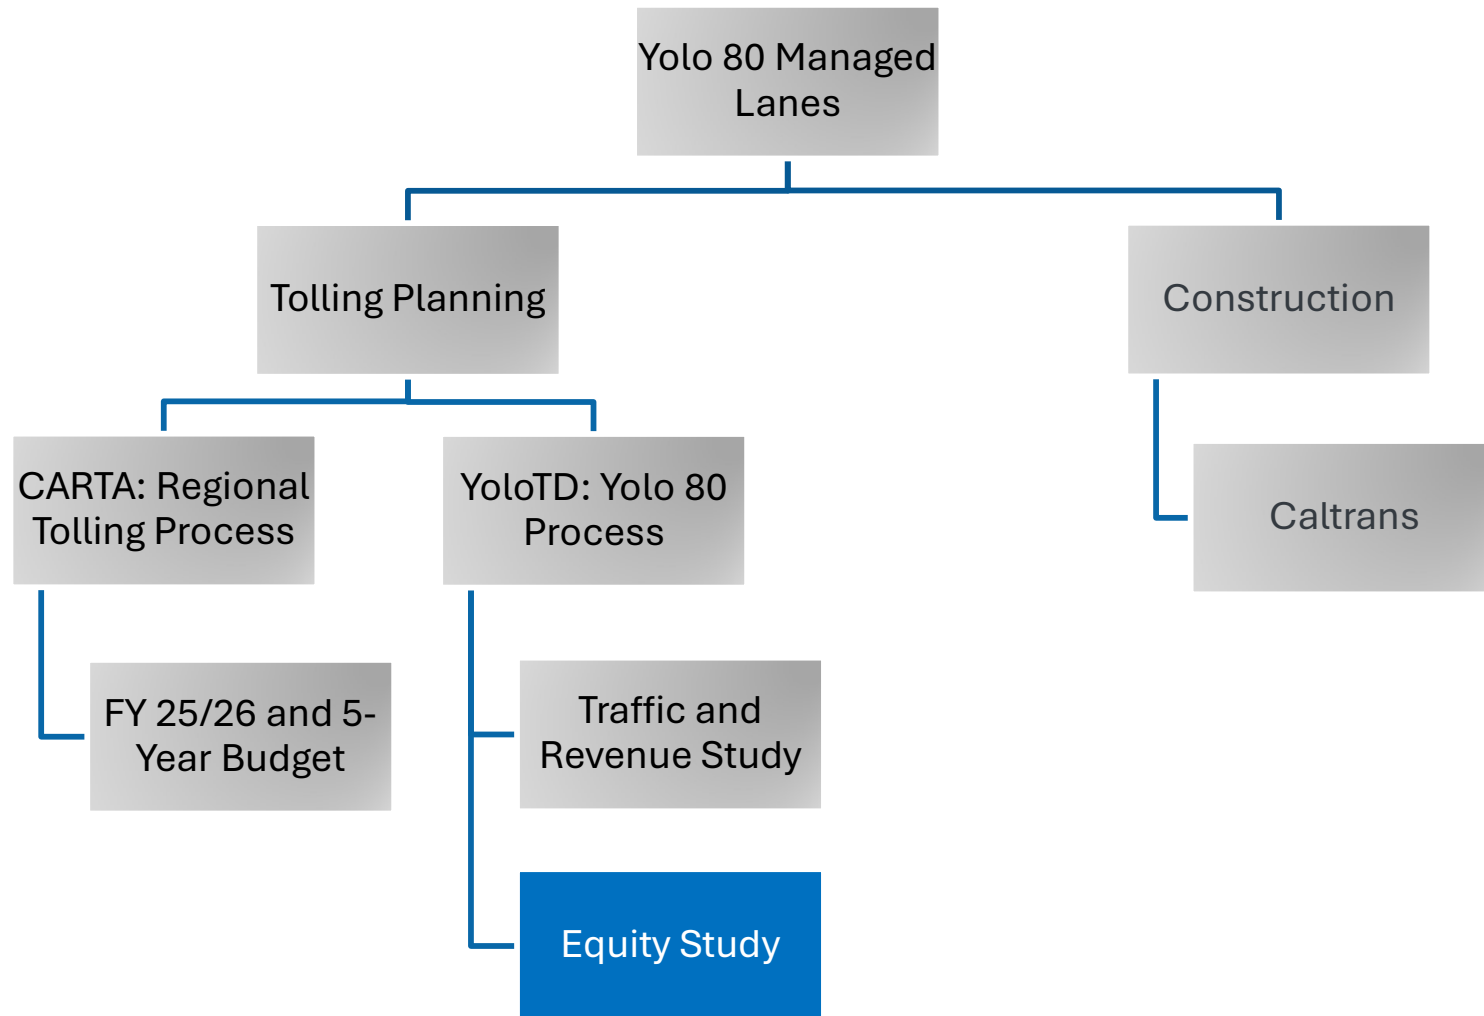 Yolo 80 Managed
Lanes
Tolling Planning
Construction
CARTA: Regional
Tolling Process
YoloTD: Yolo 80
Process
Caltrans
FY 25/26 and 5-
Year Budget
Traffic and
Revenue Study
Equity Study